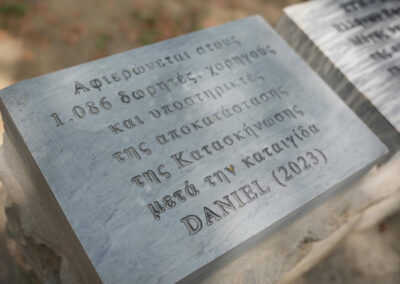 Αφιερώνεται στους
1.086 δωρητές, χορηγούς
και υποστηρικτές
της αποκατάστασης
της Κατασκήνωσης
μετά την καταιγίδα
DANIEL (2023)